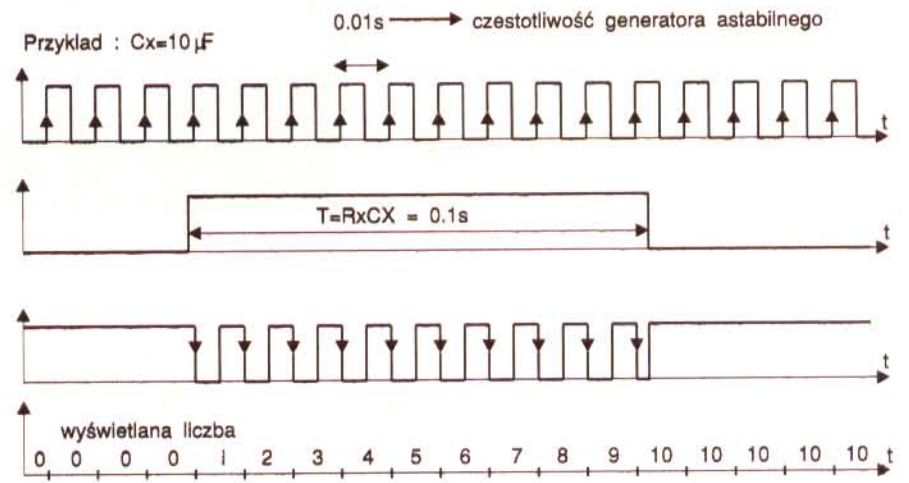 0.01s czestotliwość generatora astabilnego
Przyklad : Cx=10 µF
t
T=RxCX = 0.1s
t
t
wyświetlana liczba
0 0 0 0 1 2 3 4 5 6 7 8 9 10 10 10 10 10 t